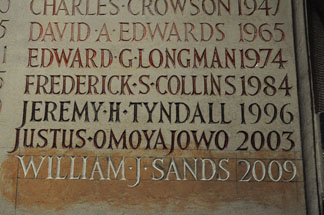 CHARLES·CROWSON 1947
DAVID·A·EDWARDS 1965
EDWARD·G·LONGMAN 1974
FREDERICK·S·COLLINS 1984
JEREMY·H·TYNDALL 1996
JUSTUS·OMOYAJOWO 2003
WILLIAM·J·SANDS 2009